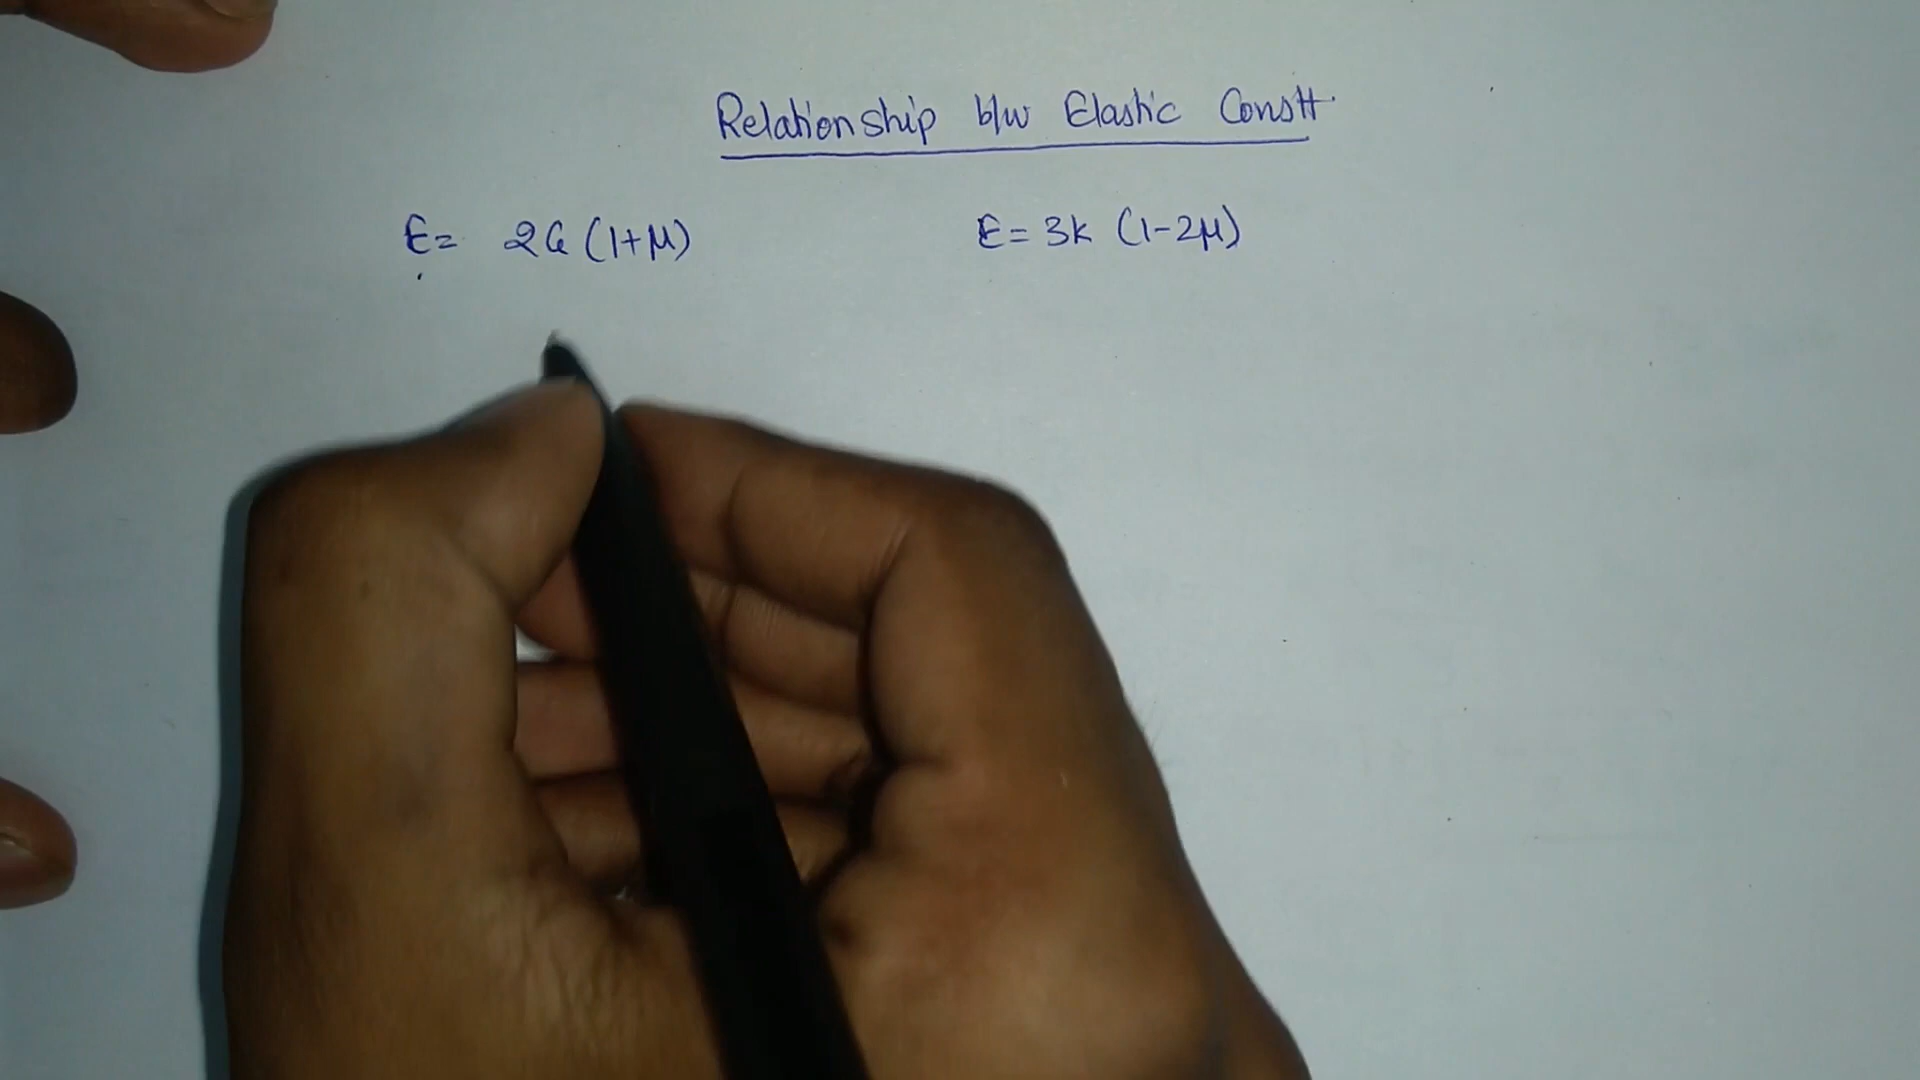 Relationship b/w Elastic Constt.
E= 2G (1+μ) E= 3k (1-2μ)